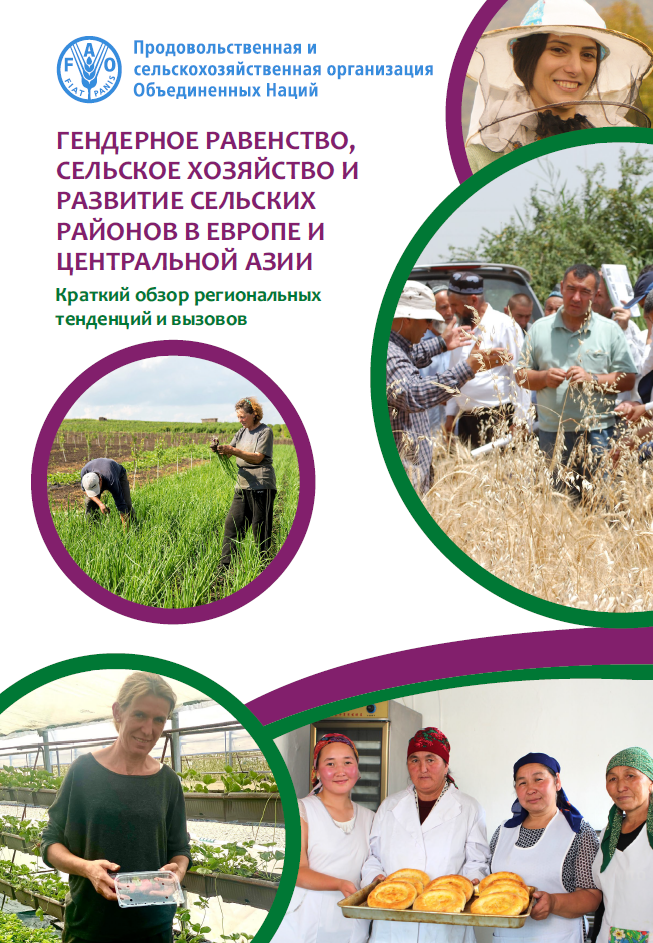 F A O
FIAT PANIS
Продовольственная и
сельскохозяйственная организация
Объединенных Наций
ГЕНДЕРНОЕ РАВЕНСТВО,
СЕЛЬСКОЕ ХОЗЯЙСТВО И
РАЗВИТИЕ СЕЛЬСКИХ
РАЙОНОВ В ЕВРОПЕ И
ЦЕНТРАЛЬНОЙ АЗИИ
Краткий обзор региональных
тенденций и вызовов